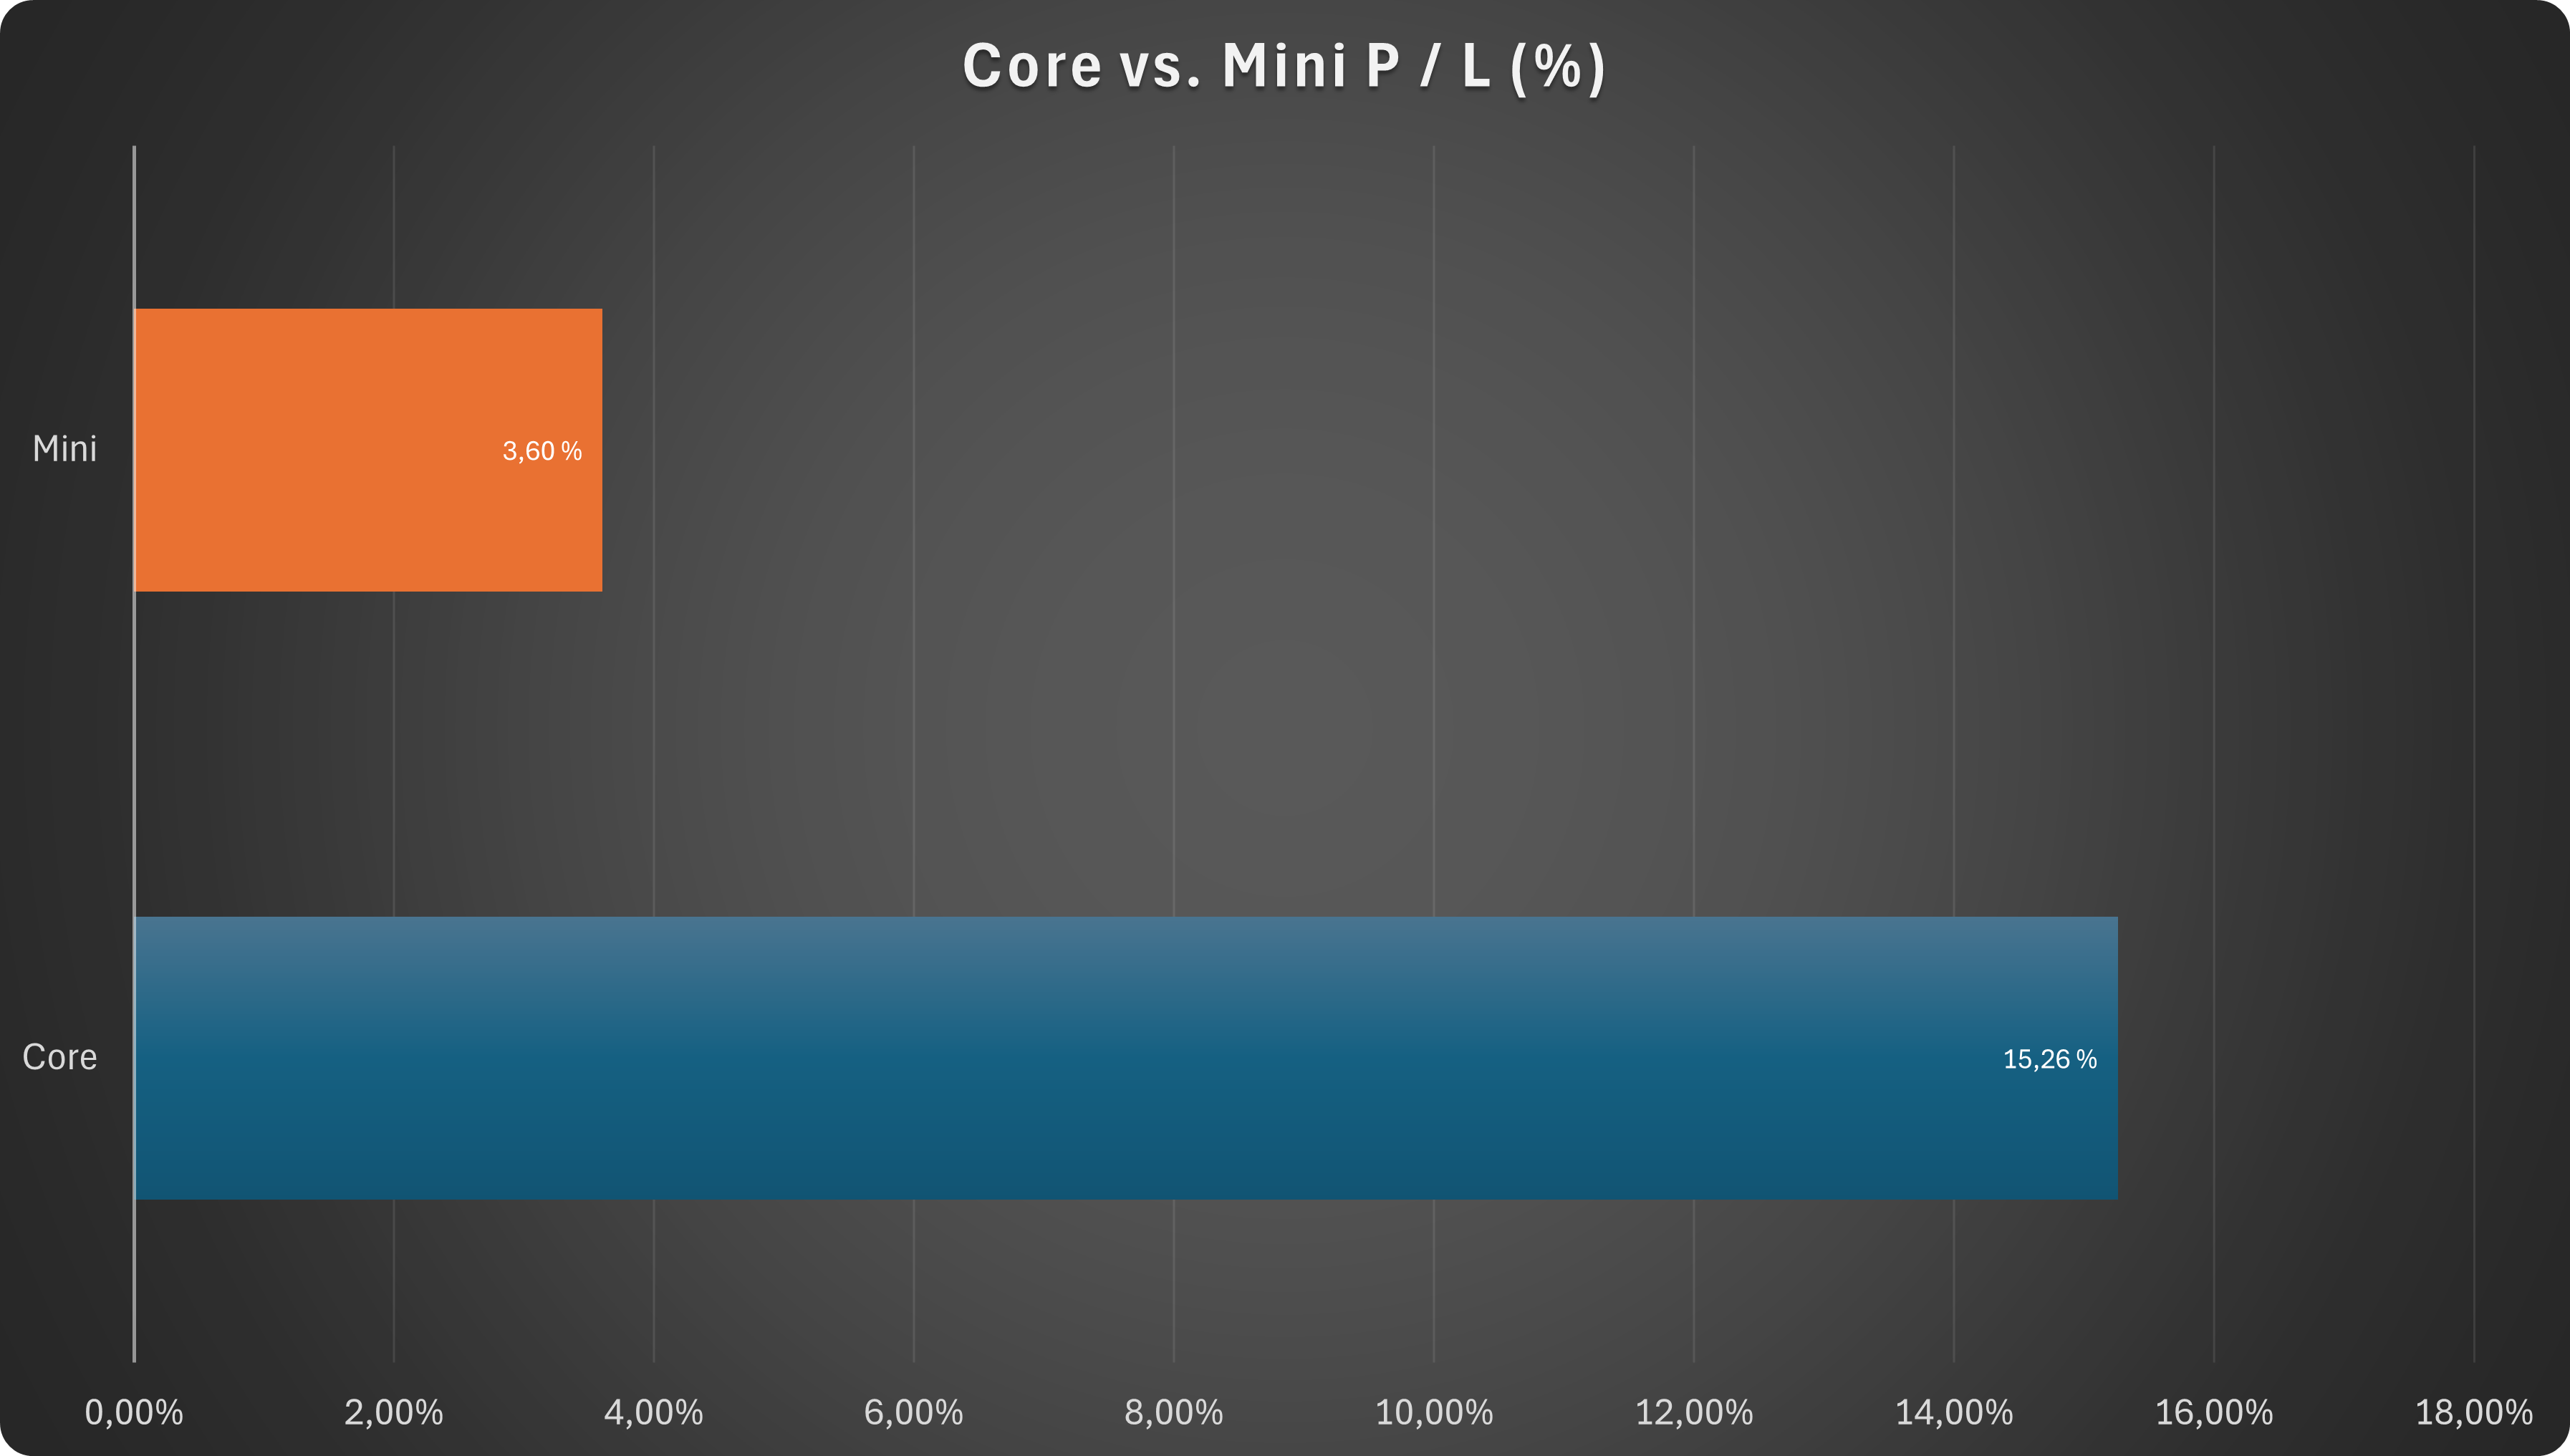 Core vs. Mini P / L (%)
Mini
3,60 %
Core
15,26 %
0,00% 2,00% 4,00% 6,00% 8,00% 10,00% 12,00% 14,00% 16,00% 18,00%